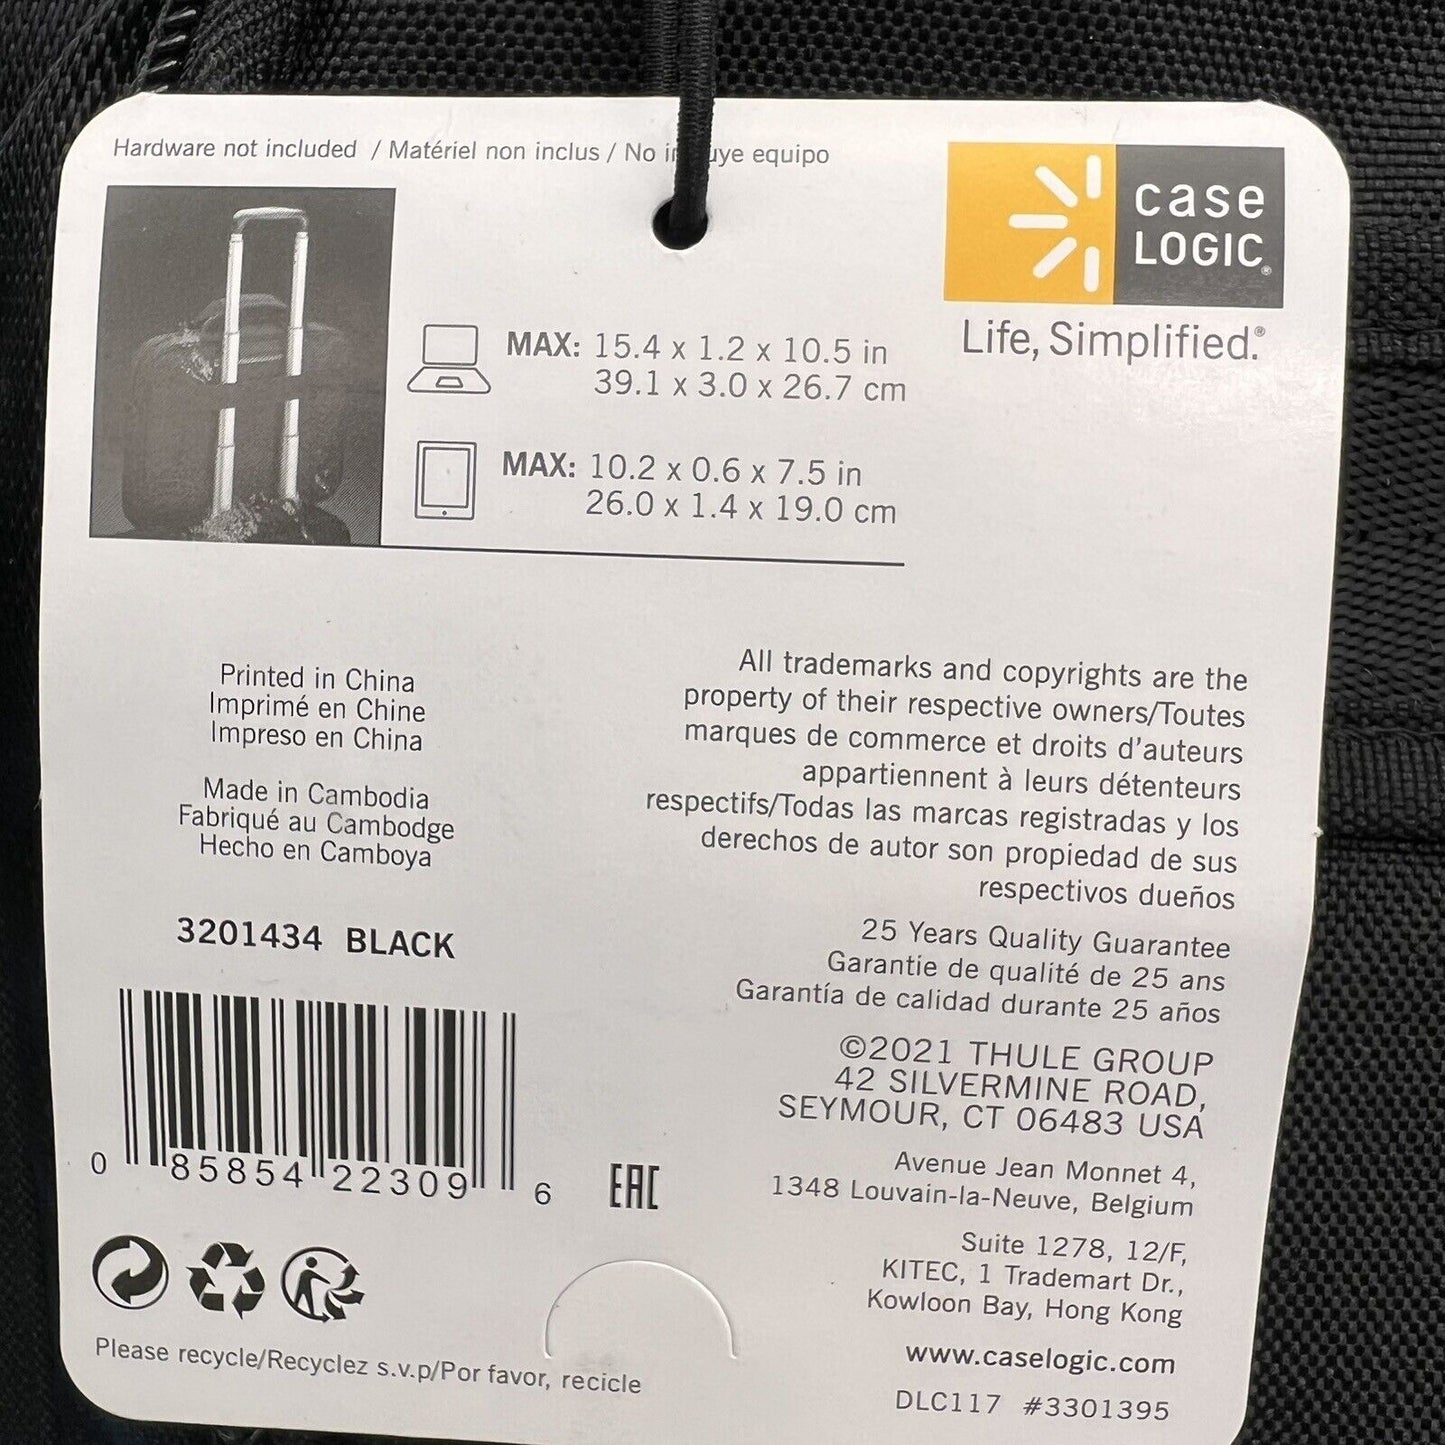 Hardware not included / Matériel non inclus / No equipo
case
LOGIC®
Life, Simplified.®
MAX: 15.4 x 1.2 x 10.5 in
39.1 x 3.0 x 26.7 cm
MAX: 10.2 x 0.6 x 7.5 in
26.0 x 1.4 x 19.0 cm
Printed in China
Imprimé en Chine
Impreso en China
Made in Cambodia
Fabriqué au Cambodge
Hecho en Camboya
3201434 BLACK
0 85854 22309 6
EAC
Please recycle/Recyclez s.v.p/Por favor, recicle
All trademarks and copyrights are the
property of their respective owners/Toutes
marques de commerce et droits d'auteurs
appartiennent à leurs détenteurs
respectifs/Todas las marcas registradas y los
derechos de autor son propiedad de sus
respectivos dueños
25 Years Quality Guarantee
Garantie de qualité de 25 ans
Garantía de calidad durante 25 años
©2021 THULE GROUP
42 SILVERMINE ROAD,
SEYMOUR, CT 06483 USA
Avenue Jean Monnet 4,
1348 Louvain-la-Neuve, Belgium
Suite 1278, 12/F,
KITEC, 1 Trademart Dr.,
Kowloon Bay, Hong Kong
www.caselogic.com
DLC117 #3301395